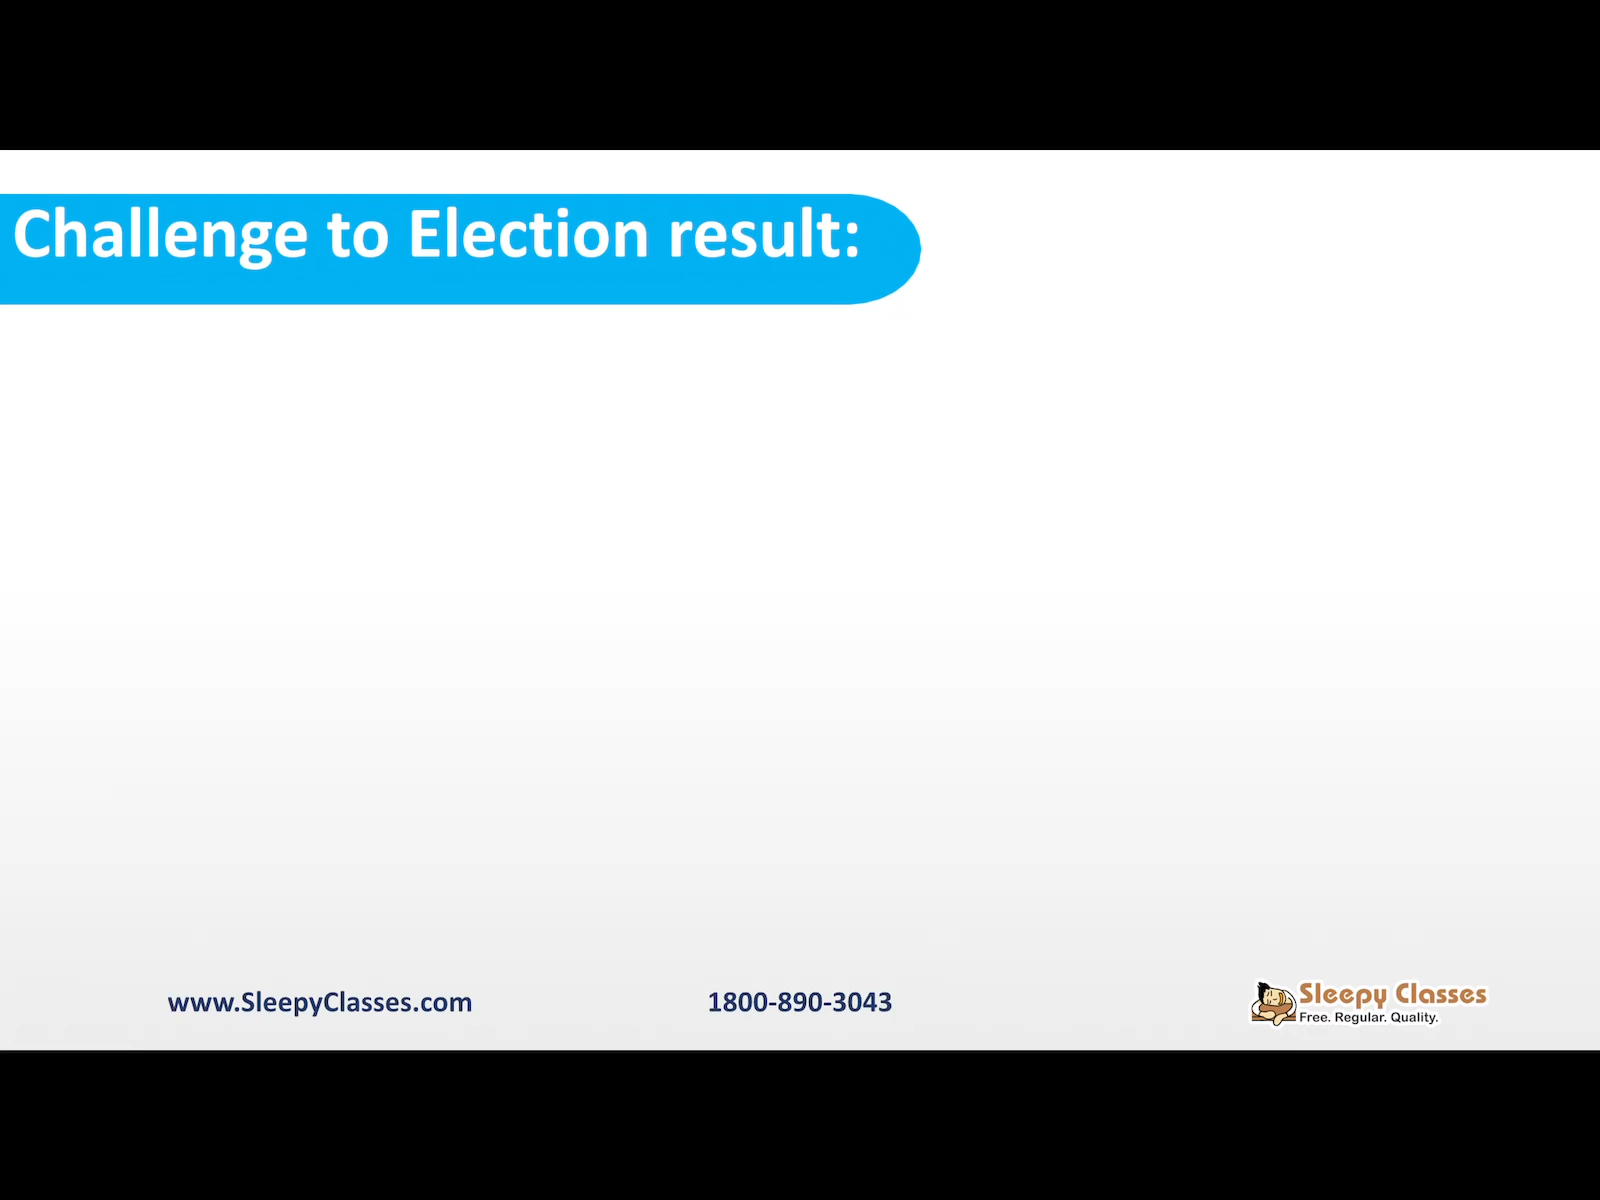 Challenge to Election result:
www.SleepyClasses.com
1800-890-3043
Sleepy Classes
Free. Regular. Quality.